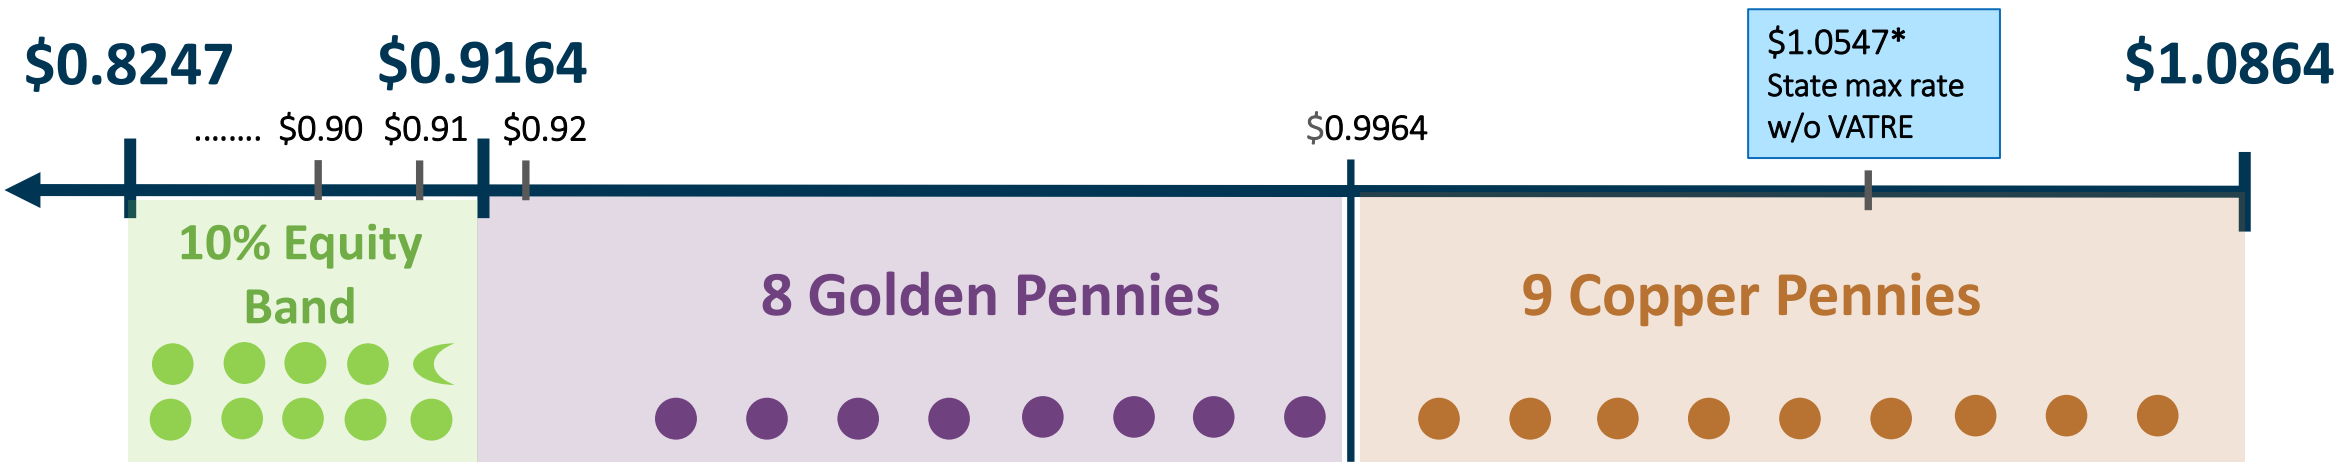 $0.8247
$0.9164
$1.0547*
State max rate
w/o VATRE
$1.0864
........ $0.90 $0.91 $0.92
$0.9964
10% Equity
Band
8 Golden Pennies
9 Copper Pennies